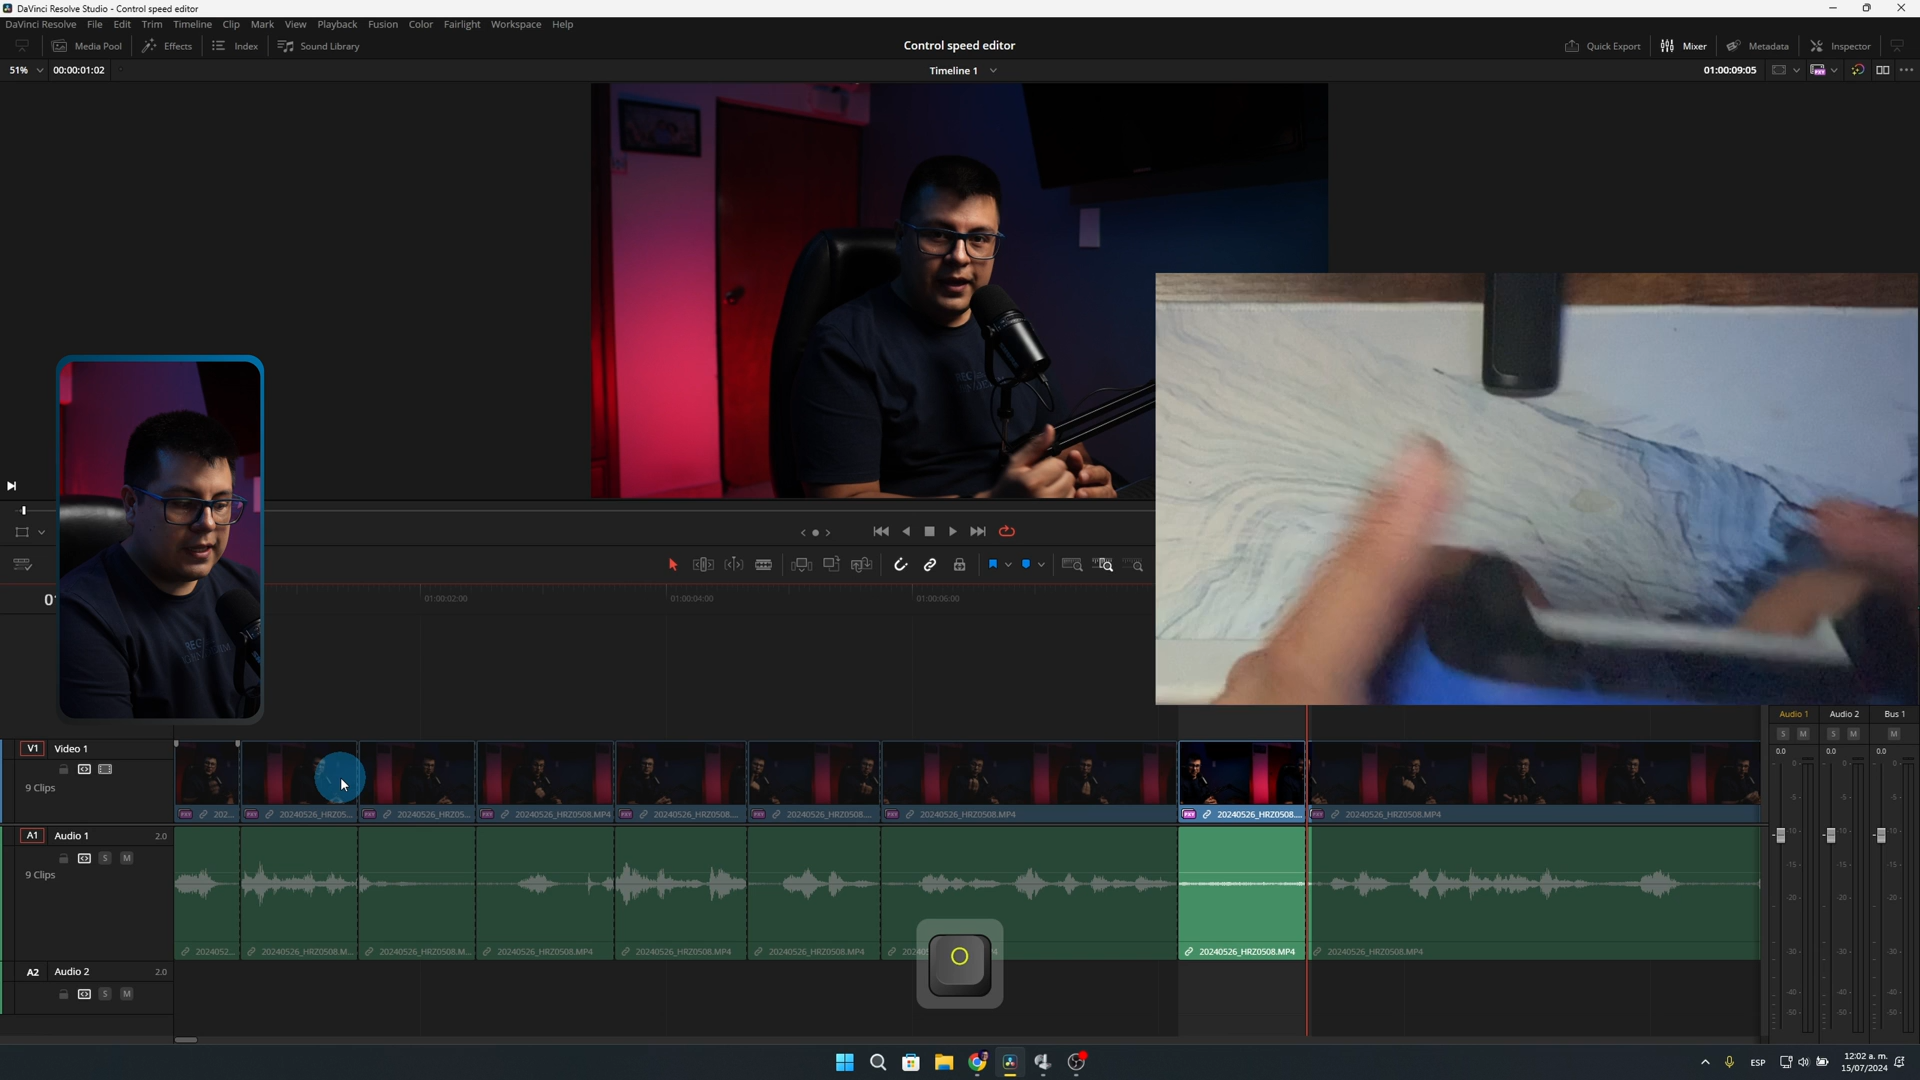 DaVinci Resolve Studio - Control speed editor
DaVinci Resolve File Edit Trim Timeline Clip Mark View Playback Fusion Color Fairlight Workspace Help
Media Pool Effects Index Sound Library Control speed editor Quick Export Mixer Metadata Inspector
51% 00:00:01:02 Timeline 1 01:00:09:05
01:00:02:00 01:00:04:00 01:00:06:00
Audio 1 Audio 2 Bus 1
S M S M M
0.0 0.0 0.0
V1 Video 1
9 Clips
202... 20240526_HRZ05... 20240526_HRZ05... 20240526_HRZ0508.MP4 20240526_HRZ0508.... 20240526_HRZ0508.... 20240526_HRZ0508.MP4 20240526_HRZ0508.... 20240526_HRZ0508.MP4
A1 Audio 1 2.0
S M
9 Clips
2024052... 20240526_HRZ0508.M... 20240526_HRZ0508.M... 20240526_HRZ0508.MP4 20240526_HRZ0508.MP4 20240526_HRZ0508.MP4 20240526_HRZ0508.MP4 20240526_HRZ0508.MP4
A2 Audio 2 2.0
S M
O
ESP 12:02 a. m.
15/07/2024